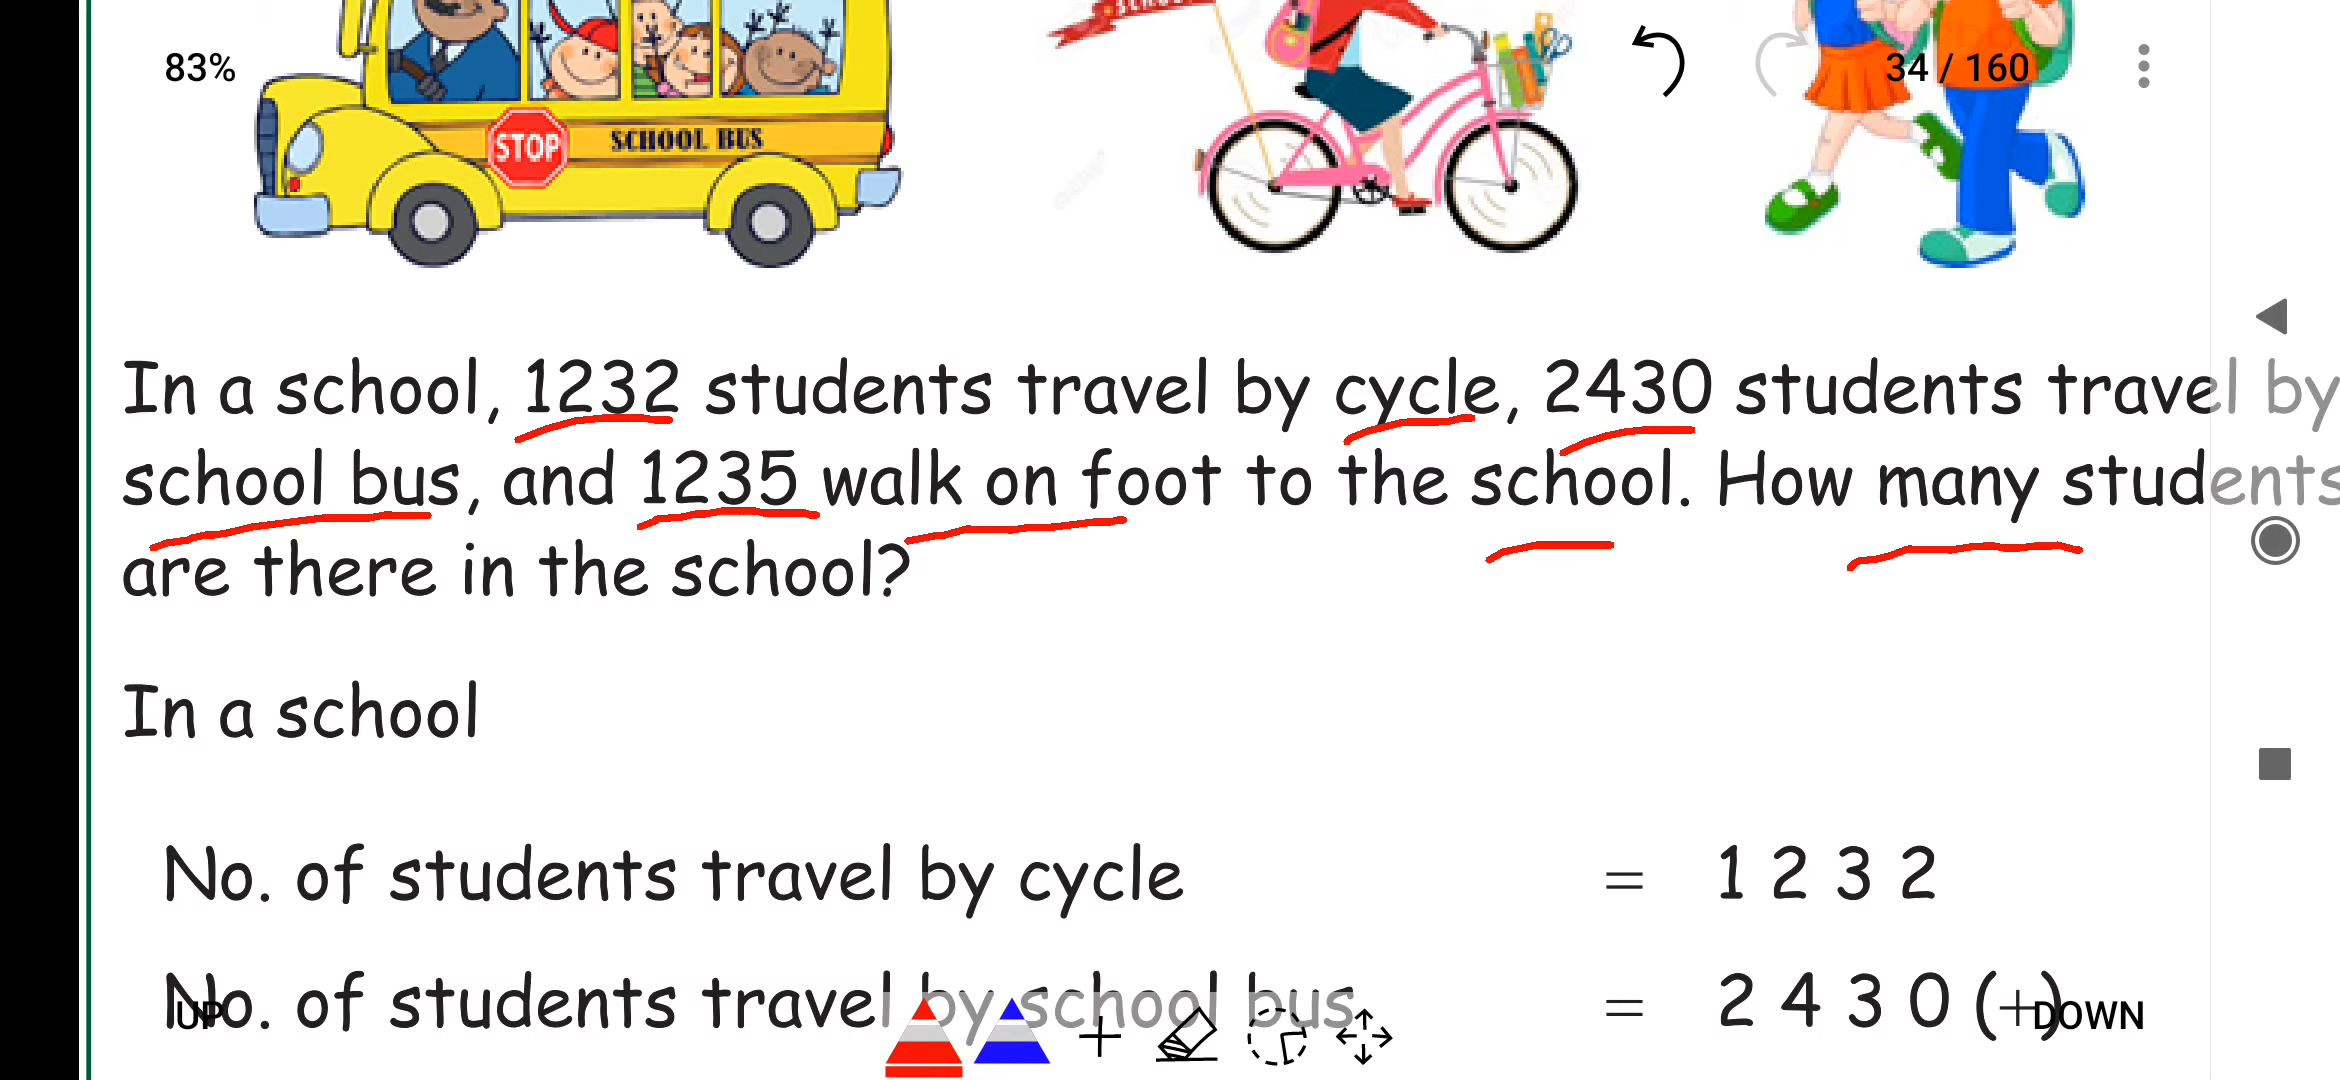 83%
34 / 160
STOP
SCHOOL BUS
In a school, 1232 students travel by cycle, 2430 students travel by
school bus, and 1235 walk on foot to the school. How many students
are there in the school?
In a school
No. of students travel by cycle = 1 2 3 2
No. of students travel by school bus = 2 4 3 0 (+)
UP
DOWN